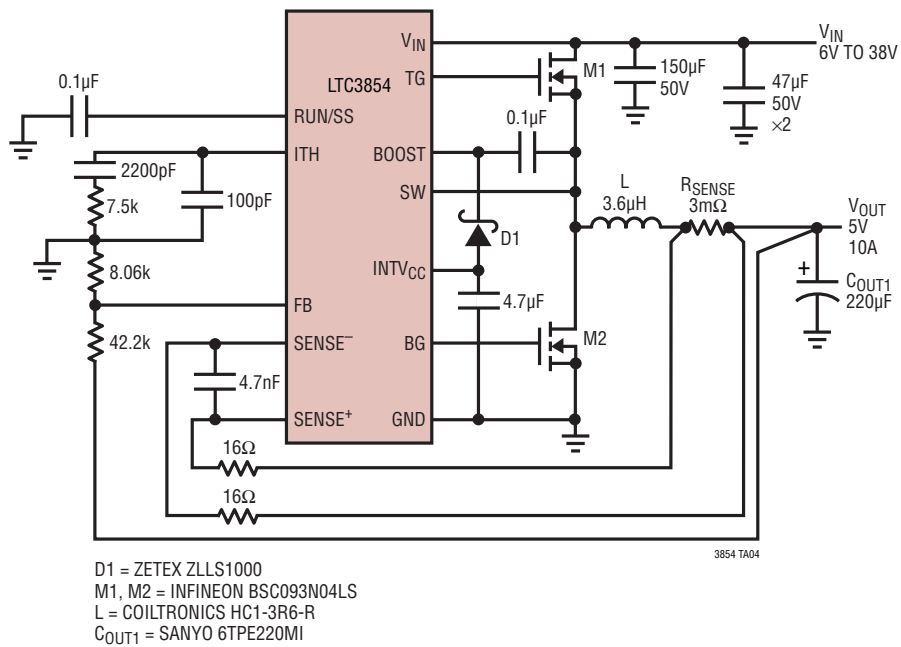 V_IN
6V TO 38V
V_IN
LTC3854
TG
M1
150µF
50V
47µF
50V
×2
0.1µF
RUN/SS
0.1µF
ITH
BOOST
2200pF
7.5k
100pF
SW
L
3.6µH
R_SENSE
3mΩ
V_OUT
5V
10A
D1
8.06k
INTV_CC
C_OUT1
220µF
+
FB
4.7µF
42.2k
SENSE⁻
BG
M2
4.7nF
SENSE⁺
GND
16Ω
16Ω
3854 TA04
D1 = ZETEX ZLLS1000
M1, M2 = INFINEON BSC093N04LS
L = COILTRONICS HC1-3R6-R
C_OUT1 = SANYO 6TPE220MI